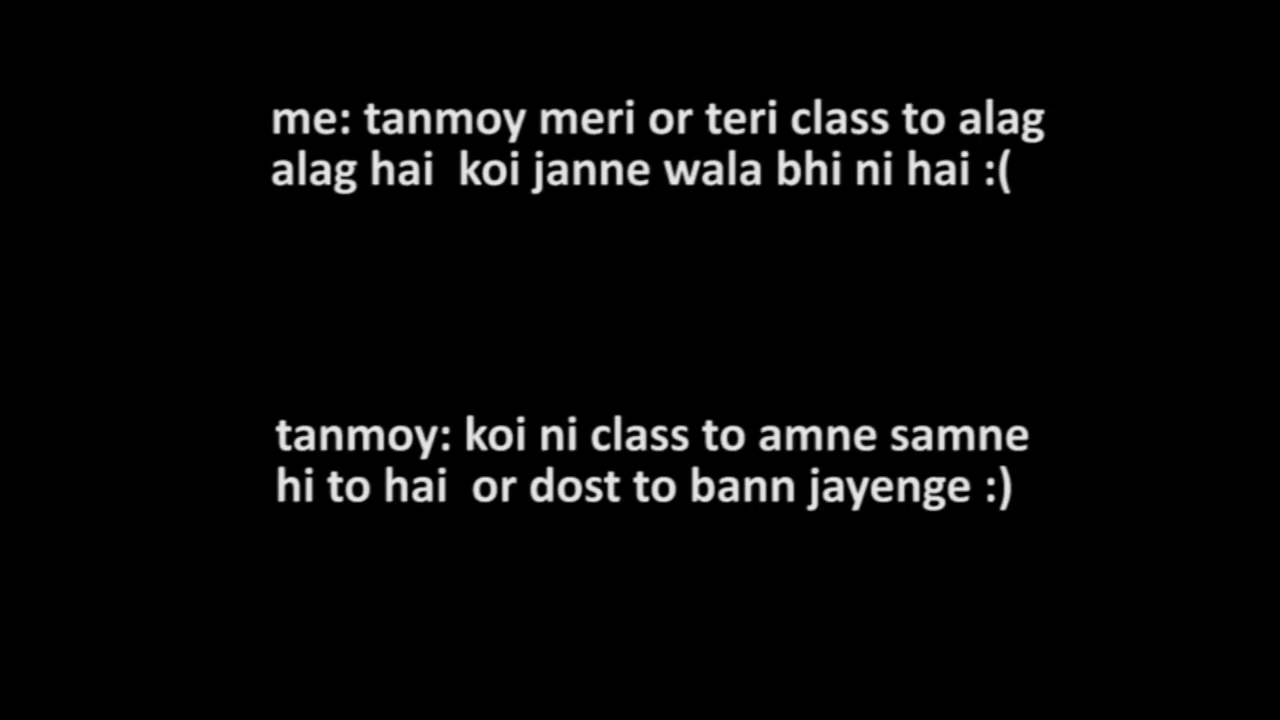 me: tanmoy meri or teri class to alag
alag hai  koi janne wala bhi ni hai :(
tanmoy: koi ni class to amne samne
hi to hai  or dost to bann jayenge :)